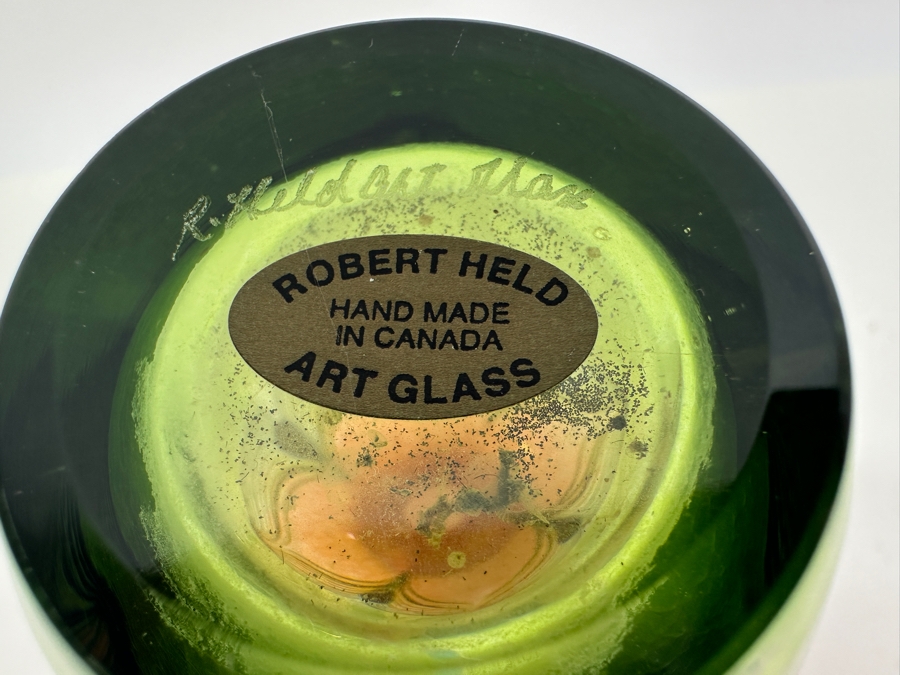 R. Held Art Glass
ROBERT HELD
HAND MADE
IN CANADA
ART GLASS